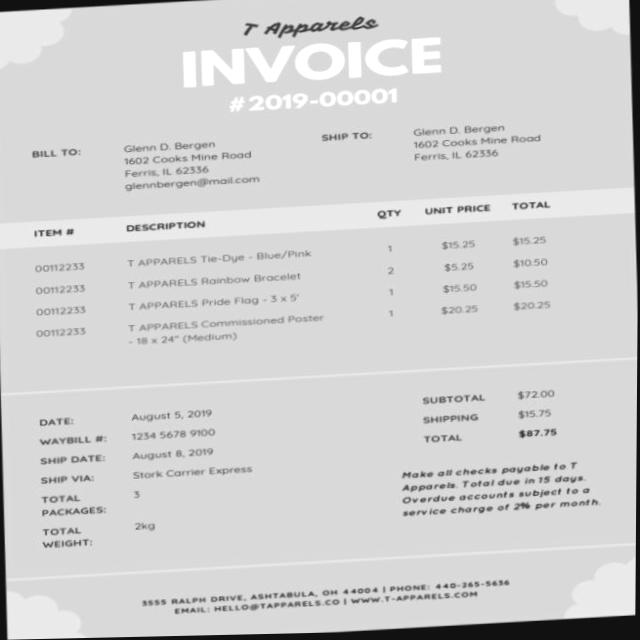 T Apparels
INVOICE
#2019-00001
BILL TO:
Glenn D. Bergen
1602 Cooks Mine Road
Ferris, IL 62336
glennbergen@mail.com
SHIP TO:
Glenn D. Bergen
1602 Cooks Mine Road
Ferris, IL 62336
ITEM # DESCRIPTION QTY UNIT PRICE TOTAL
00112233 T APPARELS Tie-Dye - Blue/Pink 1 $15.25 $15.25
00112233 T APPARELS Rainbow Bracelet 2 $5.25 $10.50
00112233 T APPARELS Pride Flag - 3 x 5' 1 $15.50 $15.50
00112233 T APPARELS Commissioned Poster 1 $20.25 $20.25
- 18 x 24" (Medium)
DATE: August 5, 2019
WAYBILL #: 1234 5678 9100
SHIP DATE: August 8, 2019
SHIP VIA: Stork Carrier Express
TOTAL 3
PACKAGES:
TOTAL 2kg
WEIGHT:
SUBTOTAL $72.00
SHIPPING $15.75
TOTAL $87.75
Make all checks payable to T
Apparels. Total due in 15 days.
Overdue accounts subject to a
service charge of 2% per month.
3555 RALPH DRIVE, ASHTABULA, OH 44004 | PHONE: 440-265-5636
EMAIL: HELLO@TAPPARELS.CO | WWW.T-APPARELS.COM